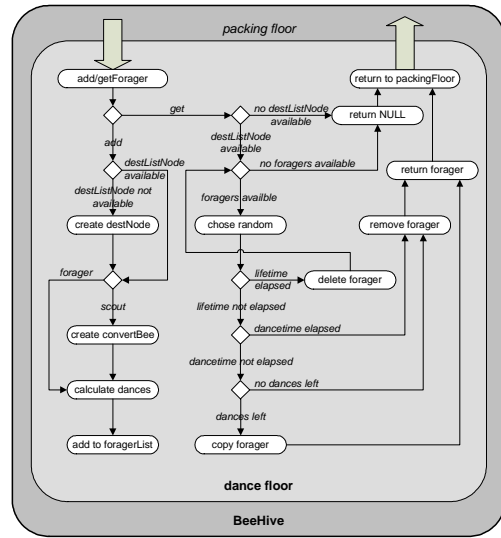 packing floor
add/getForager
return to packingFloor
get
no destListNode
available
return NULL
destListNode
available
add
destListNode
available
no foragers available
return forager
destListNode not
available
foragers availble
create destNode
chose random
remove forager
forager
lifetime
elapsed
delete forager
scout
lifetime not elapsed
create convertBee
dancetime elapsed
dancetime not elapsed
calculate dances
no dances left
dances left
add to foragerList
copy forager
dance floor
BeeHive